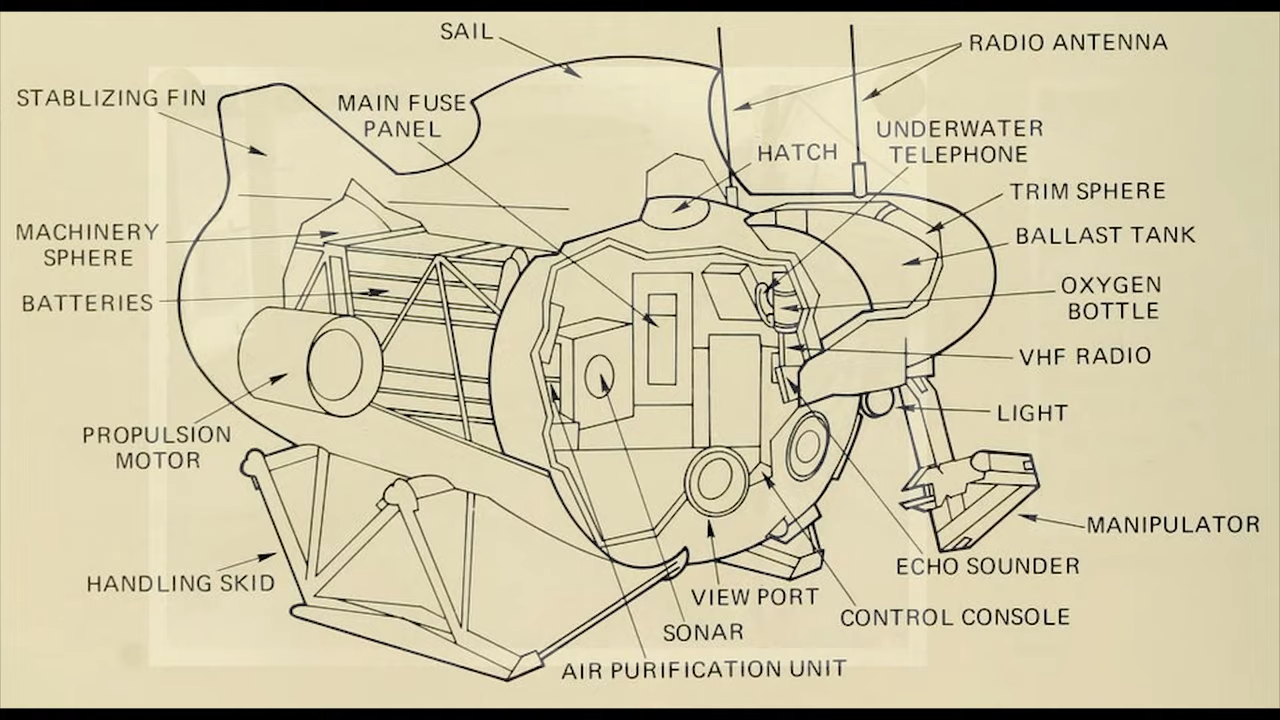 SAIL
RADIO ANTENNA
STABLIZING FIN
MAIN FUSE
PANEL
UNDERWATER
TELEPHONE
HATCH
TRIM SPHERE
MACHINERY
SPHERE
BALLAST TANK
BATTERIES
OXYGEN
BOTTLE
VHF RADIO
LIGHT
PROPULSION
MOTOR
MANIPULATOR
ECHO SOUNDER
HANDLING SKID
VIEW PORT
CONTROL CONSOLE
SONAR
AIR PURIFICATION UNIT